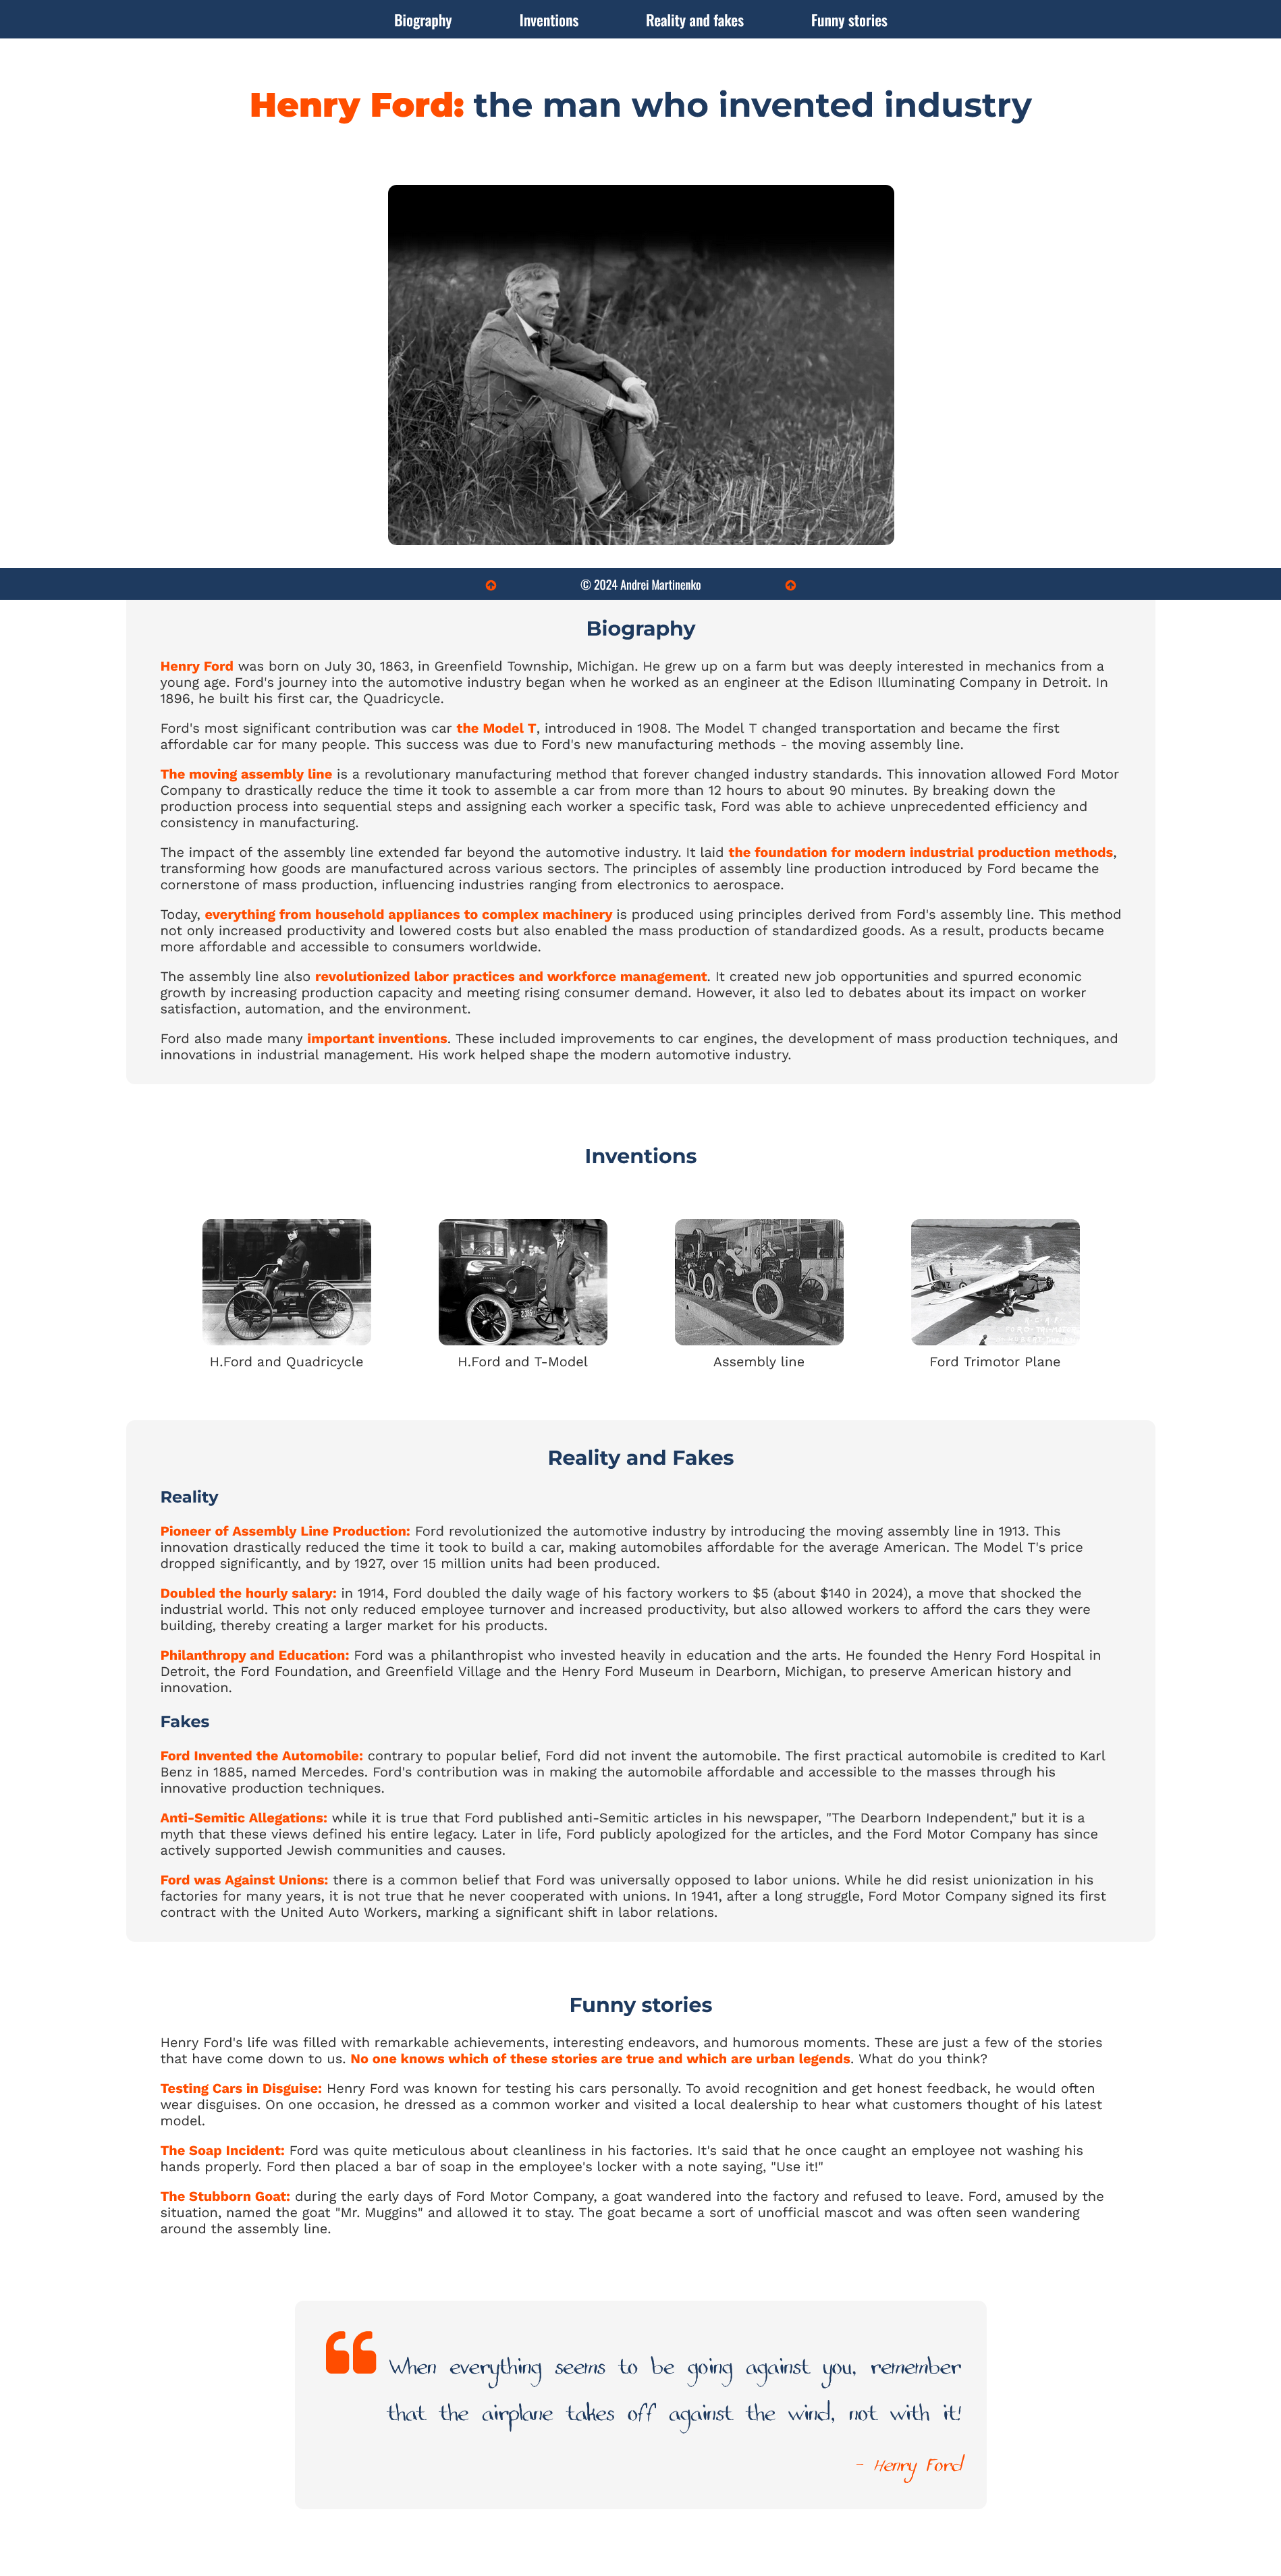 Biography Inventions Reality and fakes Funny stories
Henry Ford: the man who invented industry
© 2024 Andrei Martinenko
Biography
Henry Ford was born on July 30, 1863, in Greenfield Township, Michigan. He grew up on a farm but was deeply interested in mechanics from a
young age. Ford's journey into the automotive industry began when he worked as an engineer at the Edison Illuminating Company in Detroit. In
1896, he built his first car, the Quadricycle.
Ford's most significant contribution was car the Model T, introduced in 1908. The Model T changed transportation and became the first
affordable car for many people. This success was due to Ford's new manufacturing methods - the moving assembly line.
The moving assembly line is a revolutionary manufacturing method that forever changed industry standards. This innovation allowed Ford Motor
Company to drastically reduce the time it took to assemble a car from more than 12 hours to about 90 minutes. By breaking down the
production process into sequential steps and assigning each worker a specific task, Ford was able to achieve unprecedented efficiency and
consistency in manufacturing.
The impact of the assembly line extended far beyond the automotive industry. It laid the foundation for modern industrial production methods,
transforming how goods are manufactured across various sectors. The principles of assembly line production introduced by Ford became the
cornerstone of mass production, influencing industries ranging from electronics to aerospace.
Today, everything from household appliances to complex machinery is produced using principles derived from Ford's assembly line. This method
not only increased productivity and lowered costs but also enabled the mass production of standardized goods. As a result, products became
more affordable and accessible to consumers worldwide.
The assembly line also revolutionized labor practices and workforce management. It created new job opportunities and spurred economic
growth by increasing production capacity and meeting rising consumer demand. However, it also led to debates about its impact on worker
satisfaction, automation, and the environment.
Ford also made many important inventions. These included improvements to car engines, the development of mass production techniques, and
innovations in industrial management. His work helped shape the modern automotive industry.
Inventions
H.Ford and Quadricycle
H.Ford and T-Model
Assembly line
Ford Trimotor Plane
Reality and Fakes
Reality
Pioneer of Assembly Line Production: Ford revolutionized the automotive industry by introducing the moving assembly line in 1913. This
innovation drastically reduced the time it took to build a car, making automobiles affordable for the average American. The Model T's price
dropped significantly, and by 1927, over 15 million units had been produced.
Doubled the hourly salary: in 1914, Ford doubled the daily wage of his factory workers to $5 (about $140 in 2024), a move that shocked the
industrial world. This not only reduced employee turnover and increased productivity, but also allowed workers to afford the cars they were
building, thereby creating a larger market for his products.
Philanthropy and Education: Ford was a philanthropist who invested heavily in education and the arts. He founded the Henry Ford Hospital in
Detroit, the Ford Foundation, and Greenfield Village and the Henry Ford Museum in Dearborn, Michigan, to preserve American history and
innovation.
Fakes
Ford Invented the Automobile: contrary to popular belief, Ford did not invent the automobile. The first practical automobile is credited to Karl
Benz in 1885, named Mercedes. Ford's contribution was in making the automobile affordable and accessible to the masses through his
innovative production techniques.
Anti-Semitic Allegations: while it is true that Ford published anti-Semitic articles in his newspaper, "The Dearborn Independent," but it is a
myth that these views defined his entire legacy. Later in life, Ford publicly apologized for the articles, and the Ford Motor Company has since
actively supported Jewish communities and causes.
Ford was Against Unions: there is a common belief that Ford was universally opposed to labor unions. While he did resist unionization in his
factories for many years, it is not true that he never cooperated with unions. In 1941, after a long struggle, Ford Motor Company signed its first
contract with the United Auto Workers, marking a significant shift in labor relations.
Funny stories
Henry Ford's life was filled with remarkable achievements, interesting endeavors, and humorous moments. These are just a few of the stories
that have come down to us. No one knows which of these stories are true and which are urban legends. What do you think?
Testing Cars in Disguise: Henry Ford was known for testing his cars personally. To avoid recognition and get honest feedback, he would often
wear disguises. On one occasion, he dressed as a common worker and visited a local dealership to hear what customers thought of his latest
model.
The Soap Incident: Ford was quite meticulous about cleanliness in his factories. It's said that he once caught an employee not washing his
hands properly. Ford then placed a bar of soap in the employee's locker with a note saying, "Use it!"
The Stubborn Goat: during the early days of Ford Motor Company, a goat wandered into the factory and refused to leave. Ford, amused by the
situation, named the goat "Mr. Muggins" and allowed it to stay. The goat became a sort of unofficial mascot and was often seen wandering
around the assembly line.
When everything seems to be going against you, remember
that the airplane takes off against the wind, not with it!
- Henry Ford